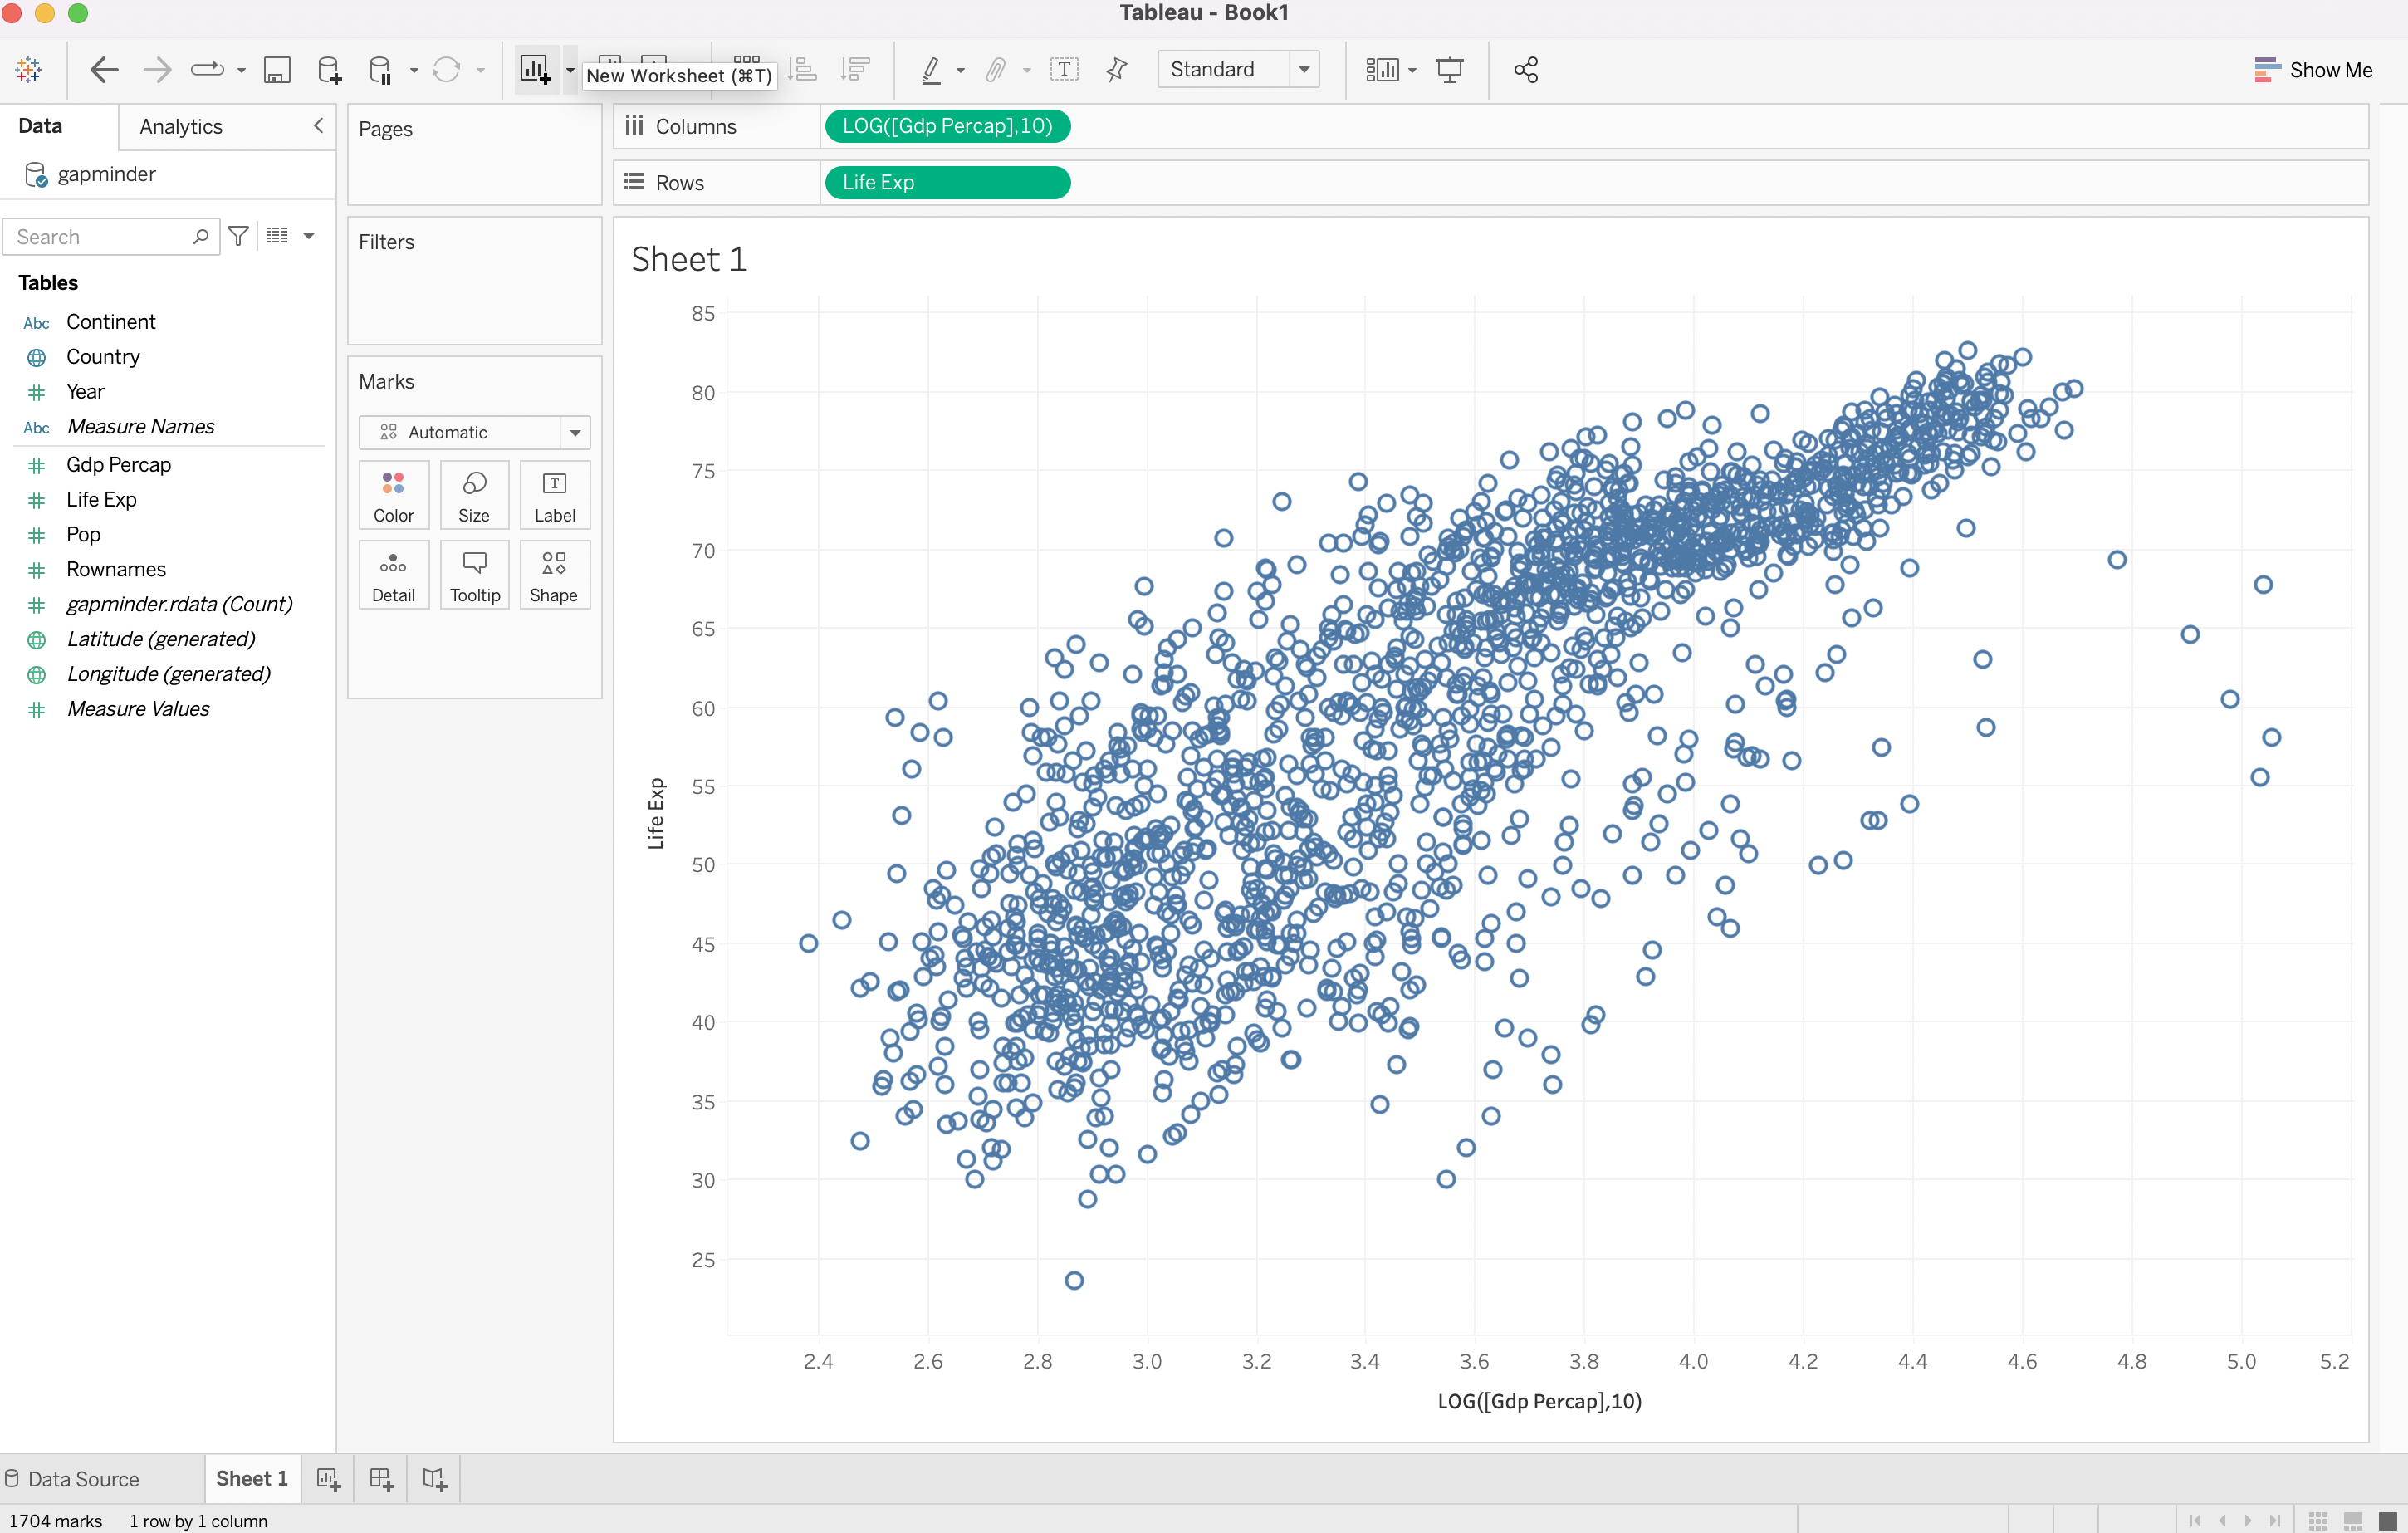 Tableau - Book1
New Worksheet (⌘T)
Standard
Show Me
Data
Analytics
Pages
Columns
LOG([Gdp Percap],10)
gapminder
Rows
Life Exp
Search
Filters
Sheet 1
Tables
Abc Continent
Country
Year
Abc Measure Names
Gdp Percap
Life Exp
Pop
Rownames
gapminder.rdata (Count)
Latitude (generated)
Longitude (generated)
Measure Values
Marks
Automatic
Color
Size
T
Label
Detail
Tooltip
Shape
85
80
75
70
65
60
55
50
45
40
35
30
25
Life Exp
2.4 2.6 2.8 3.0 3.2 3.4 3.6 3.8 4.0 4.2 4.4 4.6 4.8 5.0 5.2
LOG([Gdp Percap],10)
Data Source
Sheet 1
1704 marks 1 row by 1 column